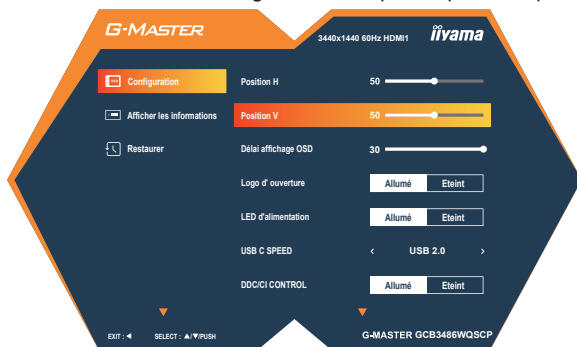 G-MASTER
3440x1440 60Hz HDMI1 iiyama
Configuration
Afficher les informations
Restaurer
Position H 50
Position V 50
Délai affichage OSD 30
Logo d' ouverture Allumé Eteint
LED d'alimentation Allumé Eteint
USB C SPEED < USB 2.0 >
DDC/CI CONTROL Allumé Eteint
EXIT : ◀ SELECT : ▲/▼/PUSH
G-MASTER GCB3486WQSCP